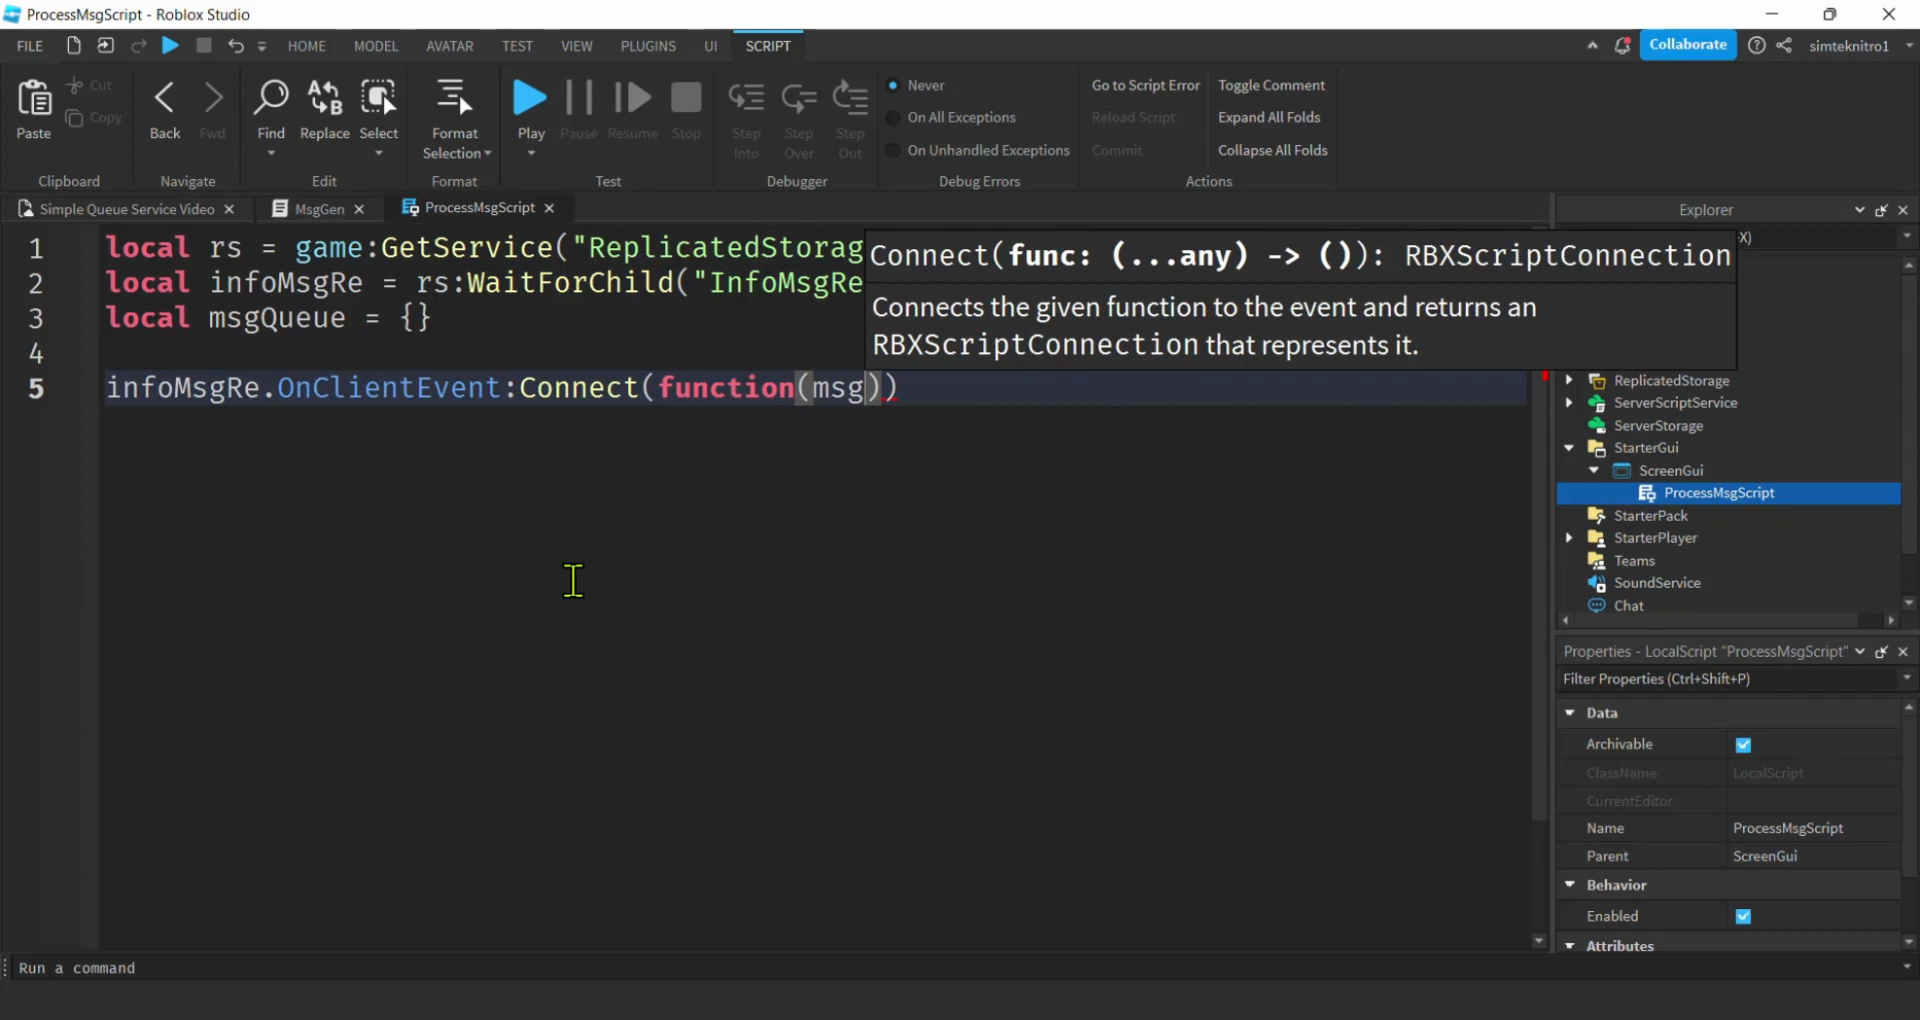 ProcessMsgScript - Roblox Studio
FILE HOME MODEL AVATAR TEST VIEW PLUGINS UI SCRIPT Collaborate simteknitro1
Paste Cut Copy
Clipboard
Back Fwd
Navigate
Find Replace Select
Edit
Format Selection
Format
Play Pause Resume Stop
Test
Step Into Step Over Step Out
Debugger
Never
On All Exceptions
On Unhandled Exceptions
Debug Errors
Go to Script Error Toggle Comment
Reload Script Expand All Folds
Commit Collapse All Folds
Actions
Simple Queue Service Video MsgGen ProcessMsgScript
1 local rs = game:GetService("ReplicatedStorag
2 local infoMsgRe = rs:WaitForChild("InfoMsgRe
3 local msgQueue = {}
4
5 infoMsgRe.OnClientEvent:Connect(function(msg))
Connect(func: (...any) -> ()): RBXScriptConnection
Connects the given function to the event and returns an
RBXScriptConnection that represents it.
Explorer
X)
ReplicatedStorage
ServerScriptService
ServerStorage
StarterGui
ScreenGui
ProcessMsgScript
StarterPack
StarterPlayer
Teams
SoundService
Chat
Properties - LocalScript "ProcessMsgScript"
Filter Properties (Ctrl+Shift+P)
Data
Archivable
ClassName LocalScript
CurrentEditor
Name ProcessMsgScript
Parent ScreenGui
Behavior
Enabled
Attributes
Run a command